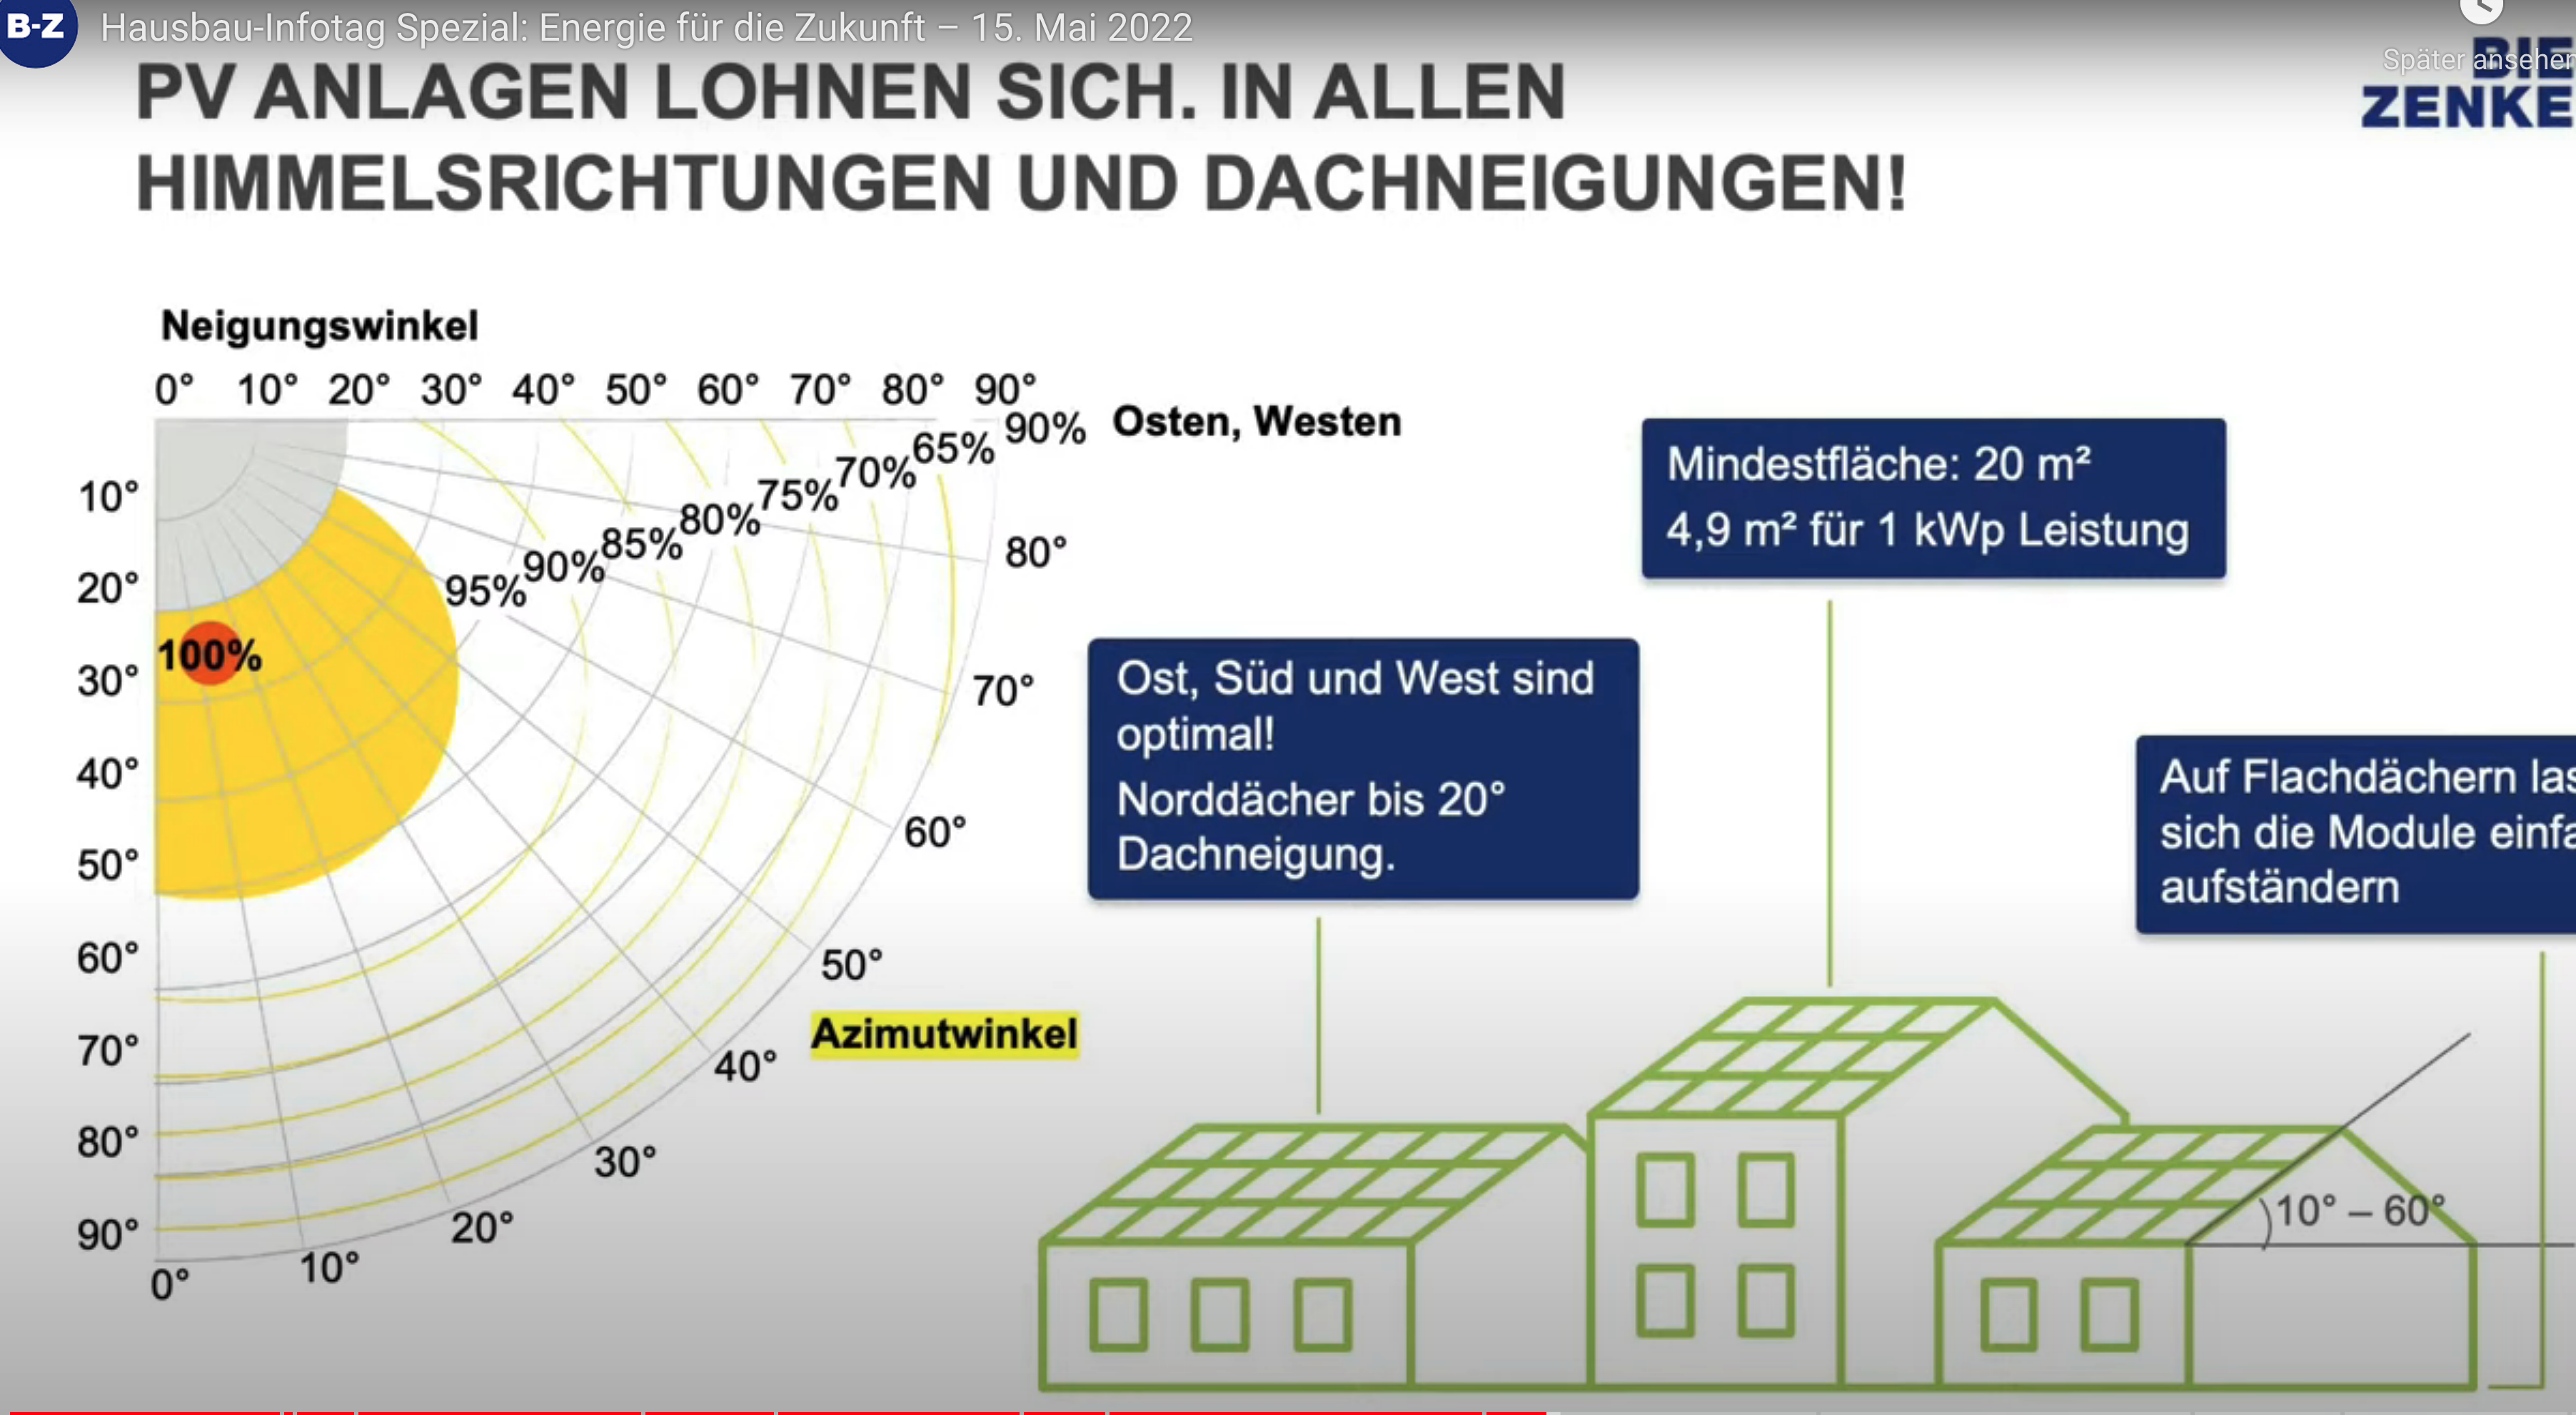 B-Z
Hausbau-Infotag Spezial: Energie für die Zukunft – 15. Mai 2022
Später ansehen
BIE
ZENKE
PV ANLAGEN LOHNEN SICH. IN ALLEN
HIMMELSRICHTUNGEN UND DACHNEIGUNGEN!
Neigungswinkel
0° 10° 20° 30° 40° 50° 60° 70° 80° 90°
90% Osten, Westen
65%
70%
75%
80%
85%
90%
95%
100%
10°
20°
30°
40°
50°
60°
70°
80°
90°
80°
70°
60°
50°
Azimutwinkel
40°
30°
20°
10°
0°
Mindestfläche: 20 m²
4,9 m² für 1 kWp Leistung
Ost, Süd und West sind
optimal!
Norddächer bis 20°
Dachneigung.
Auf Flachdächern las
sich die Module einfa
aufständern
10° – 60°